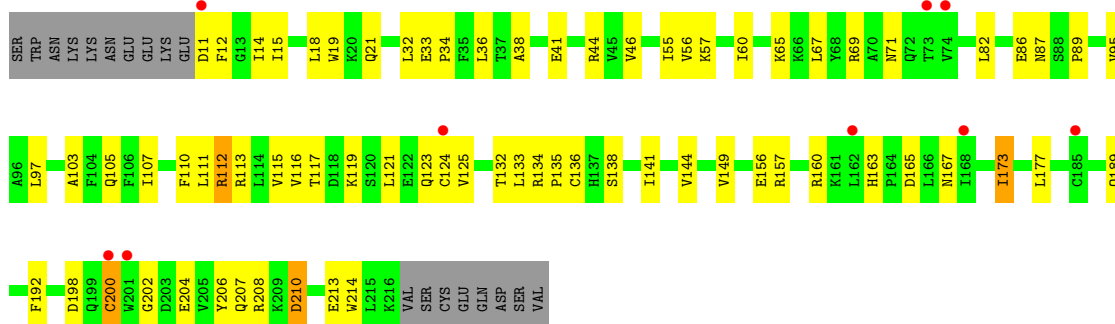 SER TRP ASN LYS LYS ASN GLU GLU LYS GLU D11 F12 G13 I14 I15 L18 W19 K20 Q21 L32 E33 P34 F35 L36 T37 A38 E41 R44 V45 V46 I55 V56 K57 I60 K65 K66 L67 Y68 R69 A70 N71 Q72 T73 V74 L82 E86 N87 S88 P89
A96 L97 A103 F104 Q105 F106 I107 F110 L111 R112 R113 L114 V115 V116 T117 D118 K119 S120 L121 E122 Q123 C124 V125 T132 L133 R134 P135 C136 H137 S138 I141 V144 V149 E156 R157 R160 K161 L162 H163 P164 D165 L166 N167 I168 I173 L177 C185
F192 D198 Q199 C200 W201 G202 D203 E204 V205 Y206 Q207 R208 K209 D210 E213 W214 L215 K216 VAL SER CYS GLU GLN ASP SER VAL